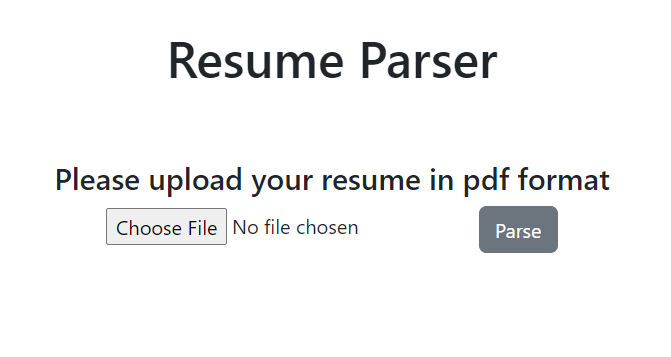 Resume Parser
Please upload your resume in pdf format
Choose File No file chosen Parse